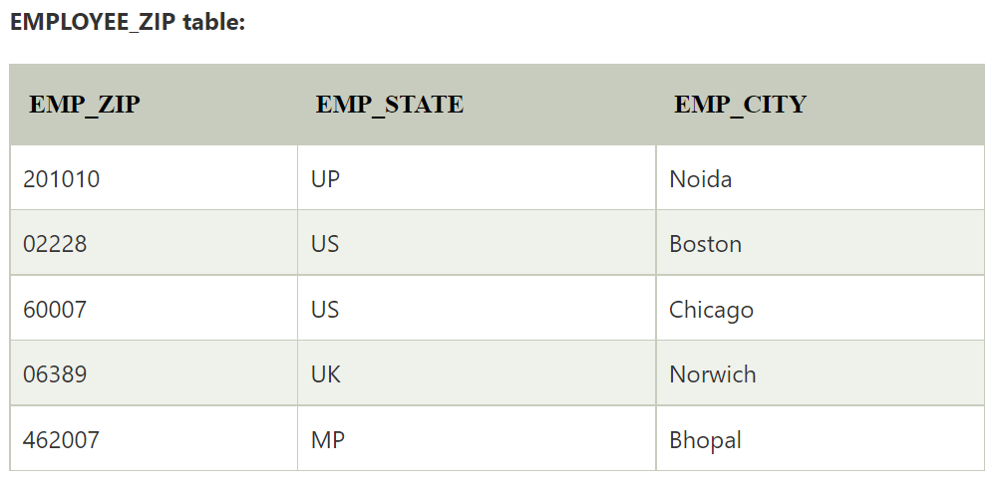 EMPLOYEE_ZIP table:
EMP_ZIP EMP_STATE EMP_CITY
201010 UP Noida
02228 US Boston
60007 US Chicago
06389 UK Norwich
462007 MP Bhopal